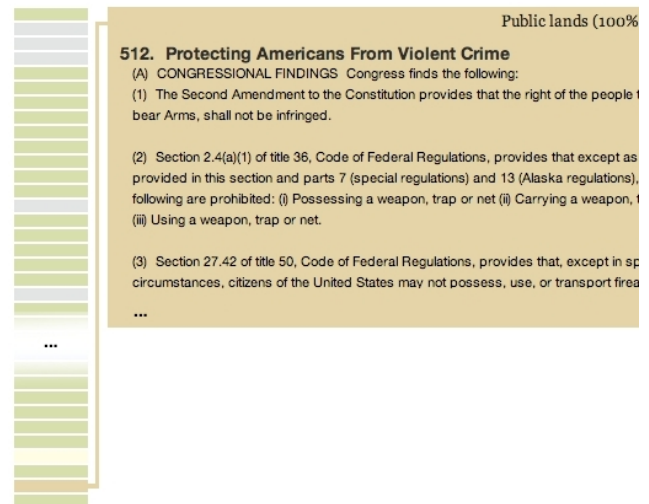 Public lands (100%
512. Protecting Americans From Violent Crime
(A) CONGRESSIONAL FINDINGS Congress finds the following:
(1) The Second Amendment to the Constitution provides that the right of the people
bear Arms, shall not be infringed.
(2) Section 2.4(a)(1) of title 36, Code of Federal Regulations, provides that except as
provided in this section and parts 7 (special regulations) and 13 (Alaska regulations),
following are prohibited: (i) Possessing a weapon, trap or net (ii) Carrying a weapon,
(iii) Using a weapon, trap or net.
(3) Section 27.42 of title 50, Code of Federal Regulations, provides that, except in sp
circumstances, citizens of the United States may not possess, use, or transport firea
...
...